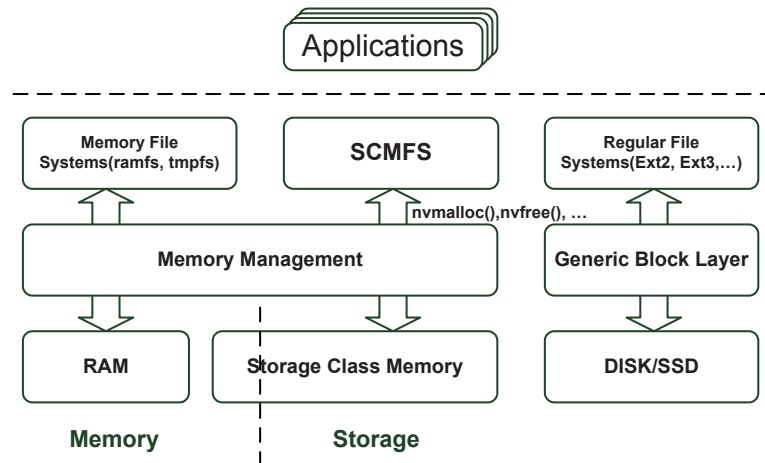 Applications
Memory File
Systems(ramfs, tmpfs)
SCMFS
Regular File
Systems(Ext2, Ext3,...)
nvmalloc(),nvfree(), ...
Memory Management
Generic Block Layer
RAM
Storage Class Memory
DISK/SSD
Memory
Storage